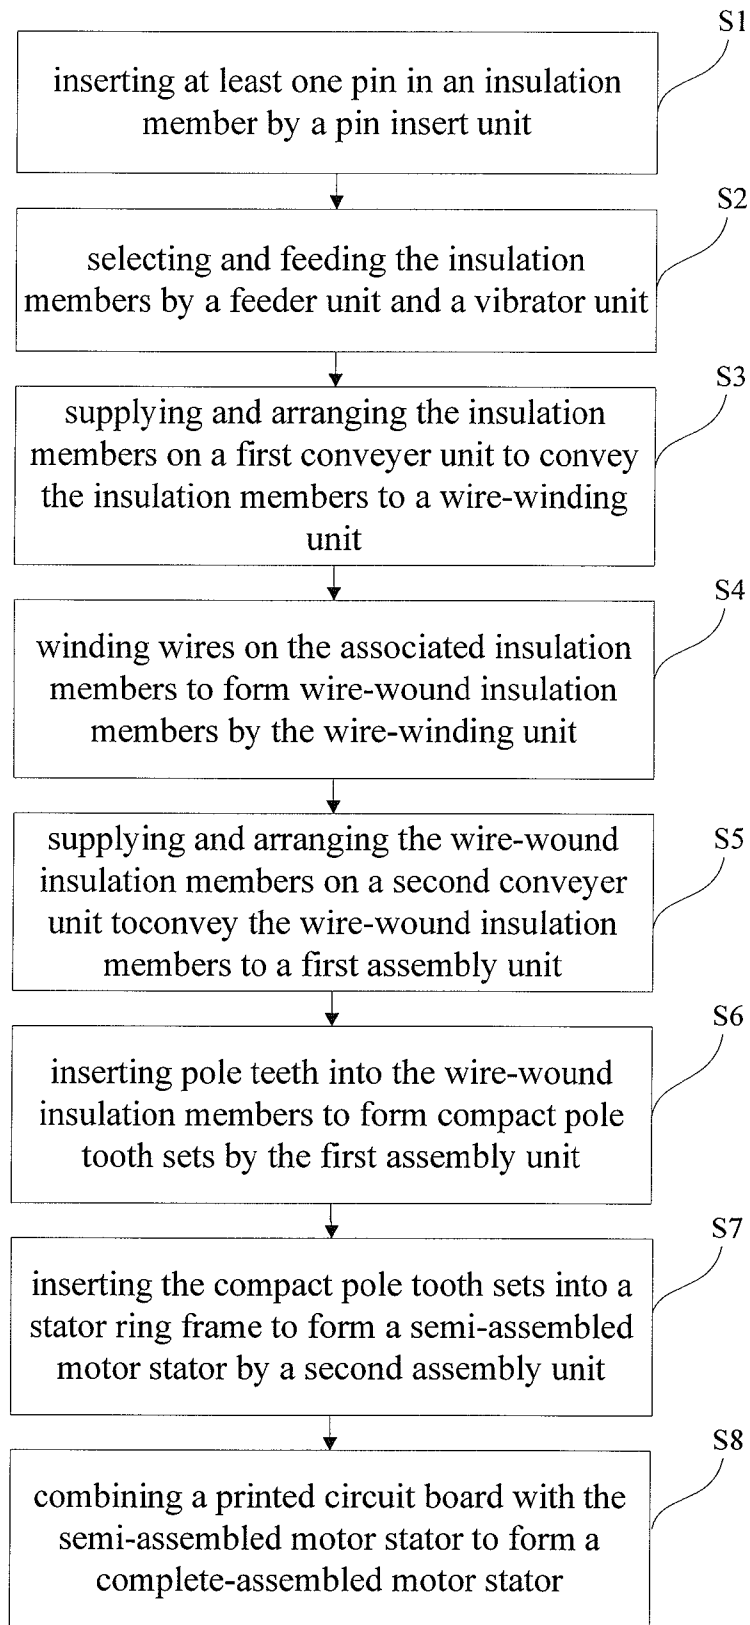 S1
inserting at least one pin in an insulation
member by a pin insert unit
S2
selecting and feeding the insulation
members by a feeder unit and a vibrator unit
S3
supplying and arranging the insulation
members on a first conveyer unit to convey
the insulation members to a wire-winding
unit
S4
winding wires on the associated insulation
members to form wire-wound insulation
members by the wire-winding unit
S5
supplying and arranging the wire-wound
insulation members on a second conveyer
unit toconvey the wire-wound insulation
members to a first assembly unit
S6
inserting pole teeth into the wire-wound
insulation members to form compact pole
tooth sets by the first assembly unit
S7
inserting the compact pole tooth sets into a
stator ring frame to form a semi-assembled
motor stator by a second assembly unit
S8
combining a printed circuit board with the
semi-assembled motor stator to form a
complete-assembled motor stator